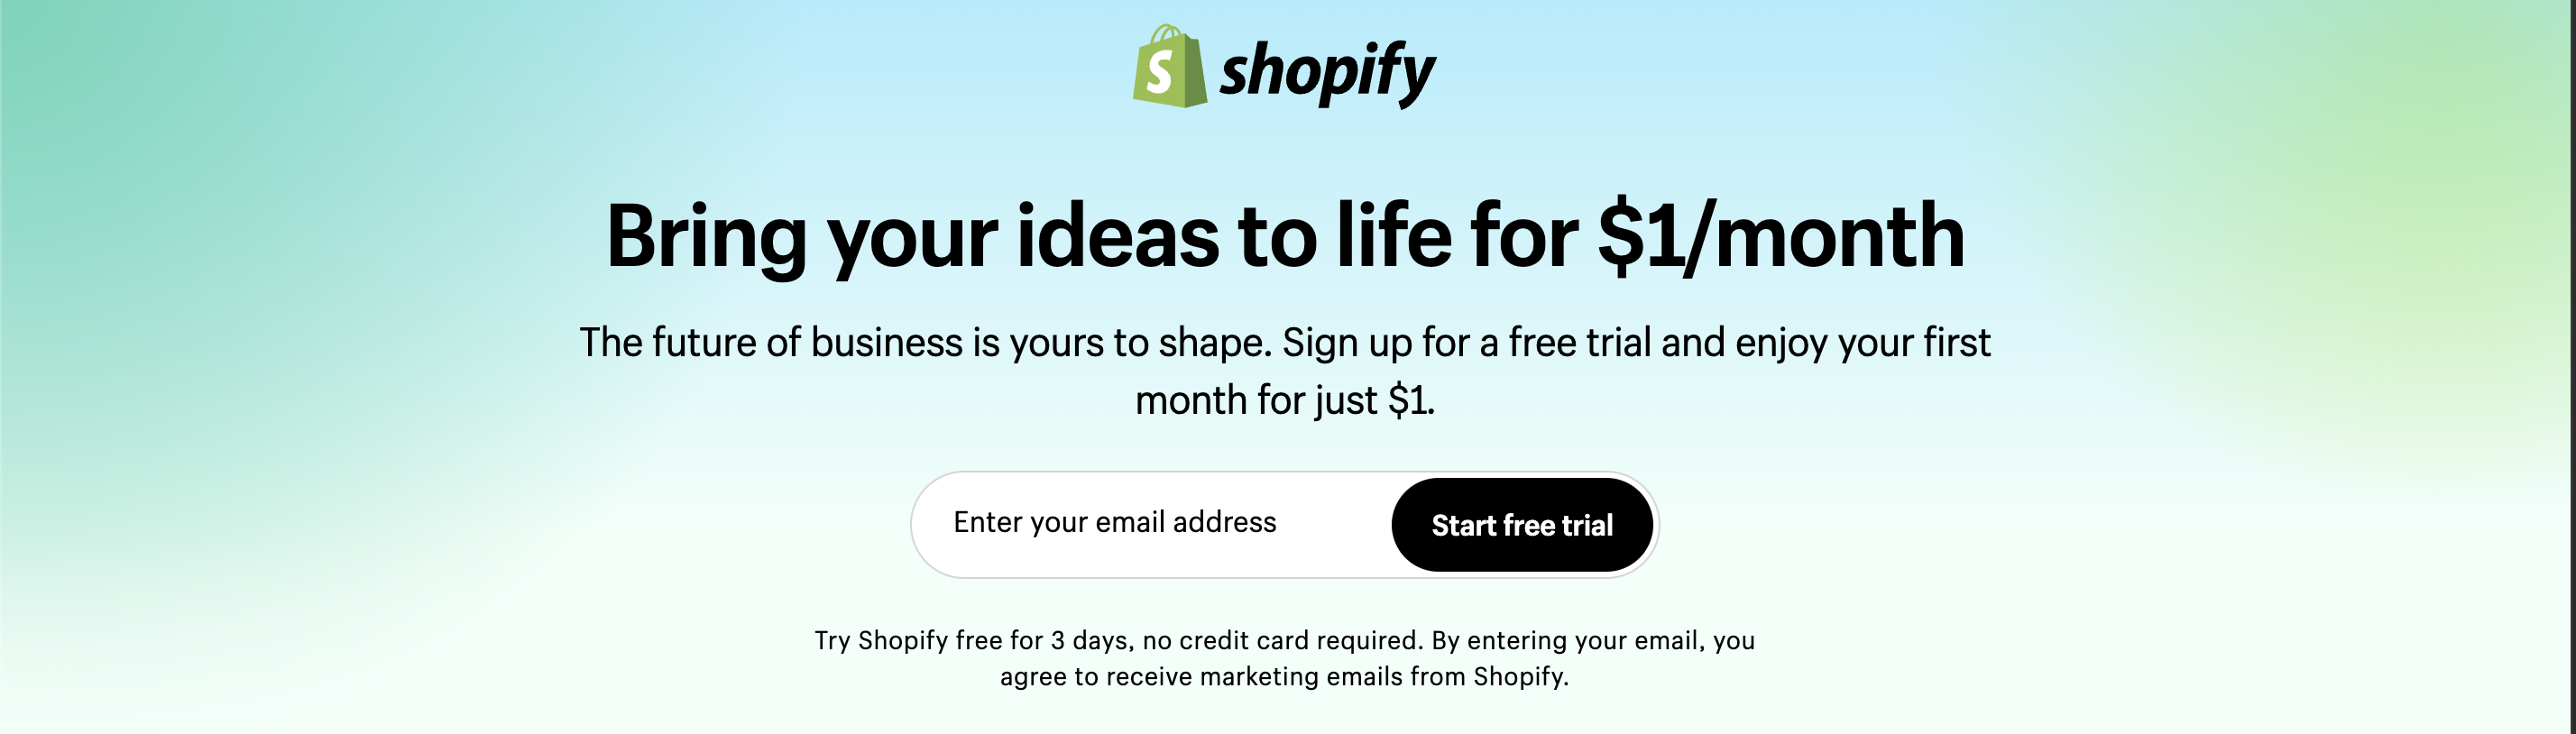 shopify
Bring your ideas to life for $1/month
The future of business is yours to shape. Sign up for a free trial and enjoy your first
month for just $1.
Enter your email address
Start free trial
Try Shopify free for 3 days, no credit card required. By entering your email, you
agree to receive marketing emails from Shopify.